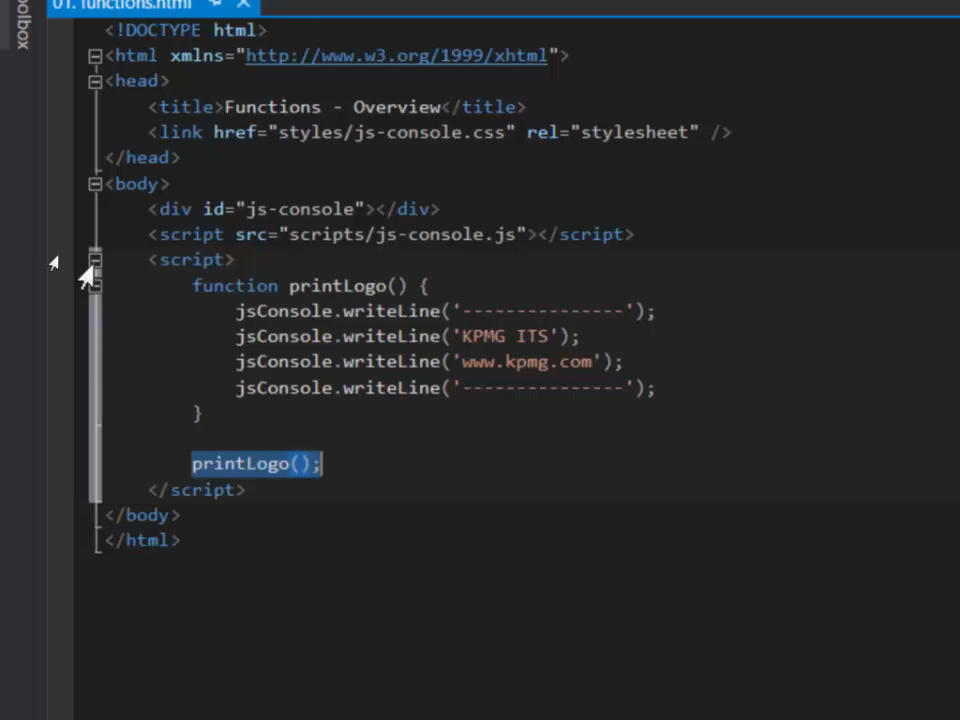 olbox
01. functions.html
<!DOCTYPE html>
<html xmlns="http://www.w3.org/1999/xhtml">
<head>
<title>Functions - Overview</title>
<link href="styles/js-console.css" rel="stylesheet" />
</head>
<body>
<div id="js-console"></div>
<script src="scripts/js-console.js"></script>
<script>
function printLogo() {
jsConsole.writeLine('---------------');
jsConsole.writeLine('KPMG ITS');
jsConsole.writeLine('www.kpmg.com');
jsConsole.writeLine('---------------');
}
printLogo();
</script>
</body>
</html>